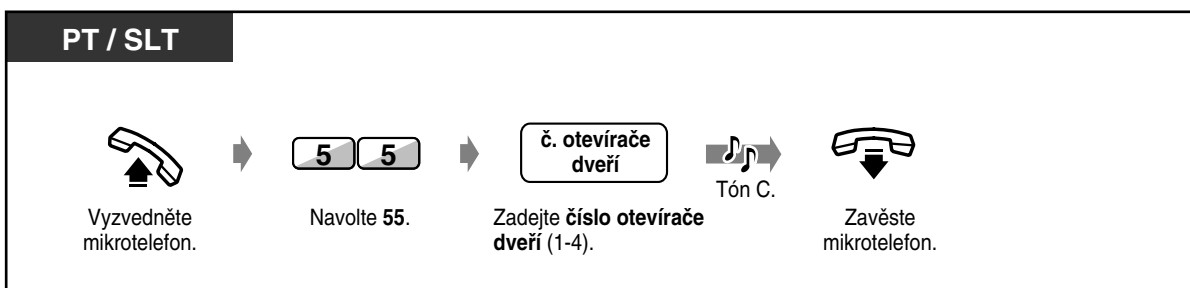 PT / SLT
5 5
č. otevírače
dveří
Tón C.
Vyzvedněte
mikrotelefon.
Navolte 55.
Zadejte číslo otevírače
dveří (1-4).
Zavěste
mikrotelefon.